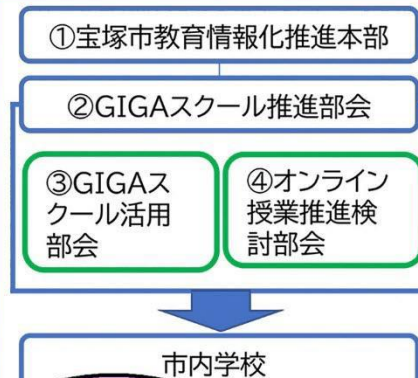 ①宝塚市教育情報化推進本部
②GIGAスクール推進部会
③GIGAス
クール活用
部会
④オンライン
授業推進検
討部会
市内学校